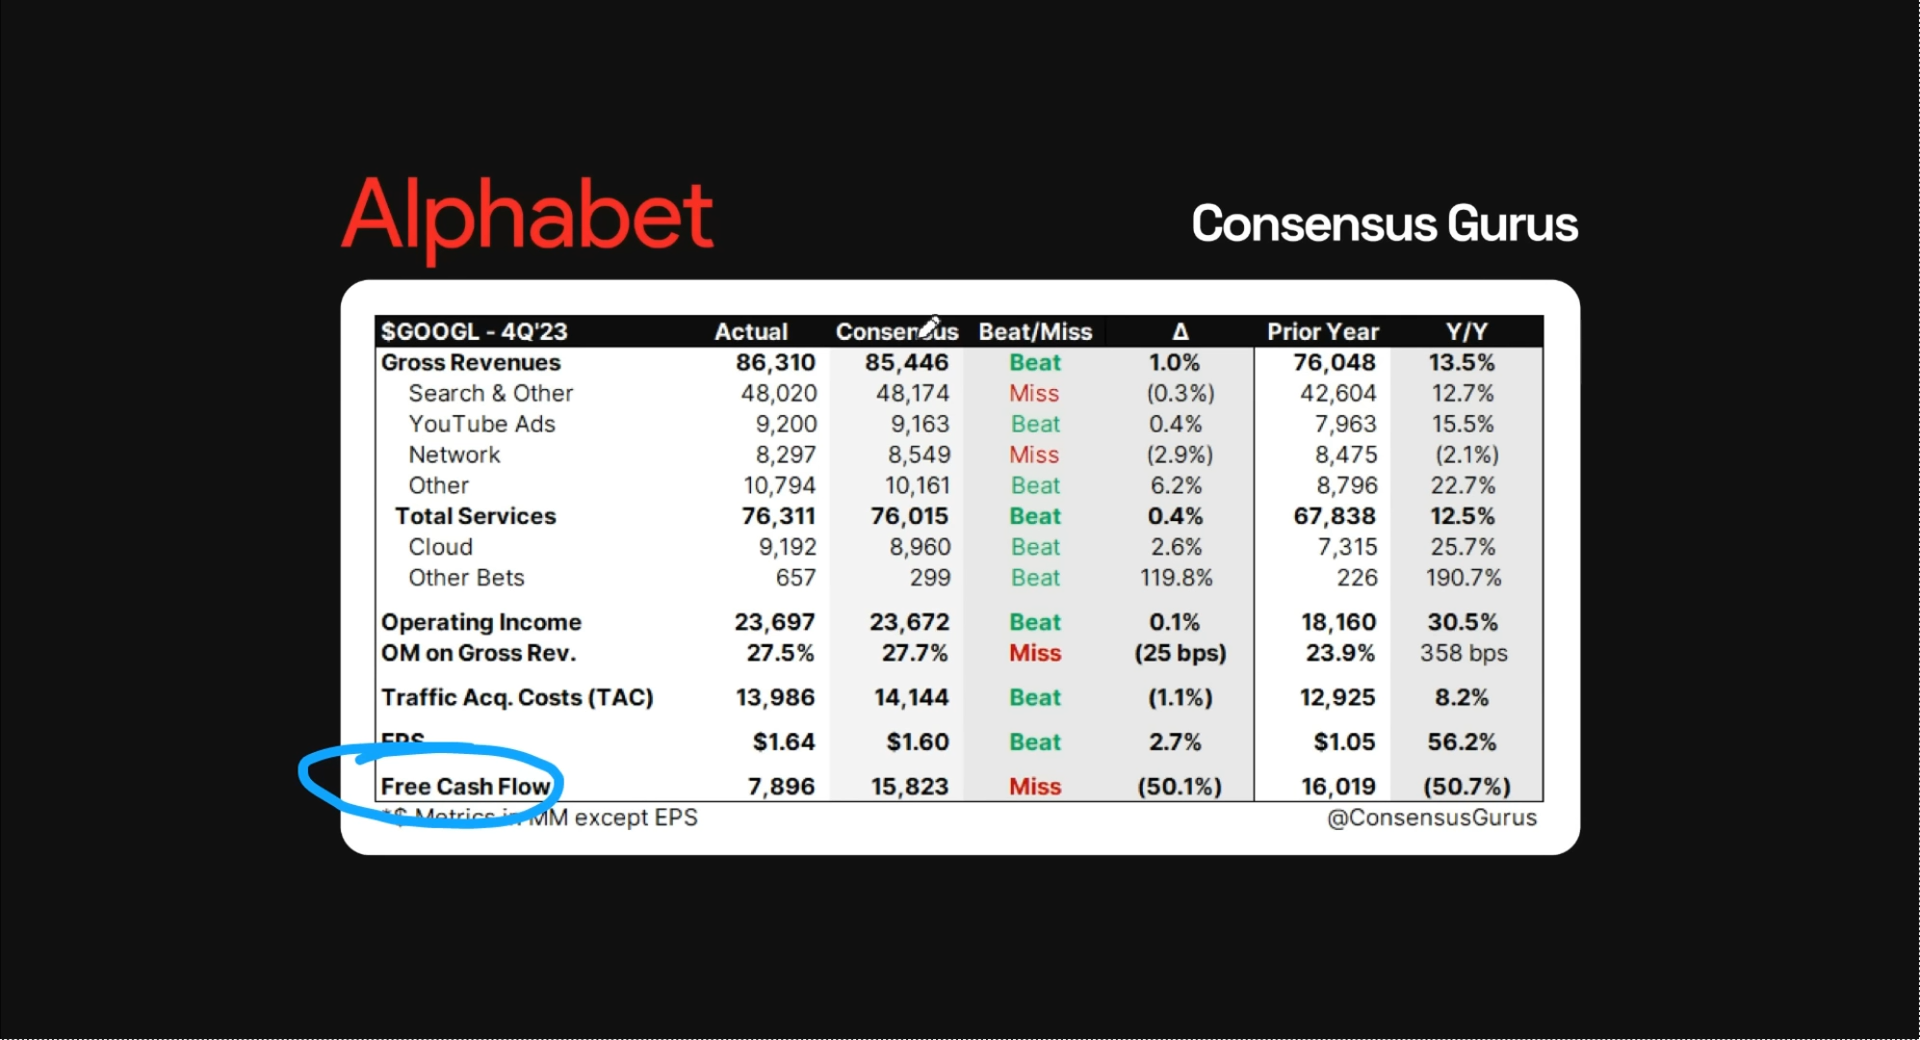 Alphabet
Consensus Gurus
$GOOGL - 4Q'23 Actual Consensus Beat/Miss Δ Prior Year Y/Y
Gross Revenues 86,310 85,446 Beat 1.0% 76,048 13.5%
Search & Other 48,020 48,174 Miss (0.3%) 42,604 12.7%
YouTube Ads 9,200 9,163 Beat 0.4% 7,963 15.5%
Network 8,297 8,549 Miss (2.9%) 8,475 (2.1%)
Other 10,794 10,161 Beat 6.2% 8,796 22.7%
Total Services 76,311 76,015 Beat 0.4% 67,838 12.5%
Cloud 9,192 8,960 Beat 2.6% 7,315 25.7%
Other Bets 657 299 Beat 119.8% 226 190.7%
Operating Income 23,697 23,672 Beat 0.1% 18,160 30.5%
OM on Gross Rev. 27.5% 27.7% Miss (25 bps) 23.9% 358 bps
Traffic Acq. Costs (TAC) 13,986 14,144 Beat (1.1%) 12,925 8.2%
EPS $1.64 $1.60 Beat 2.7% $1.05 56.2%
Free Cash Flow 7,896 15,823 Miss (50.1%) 16,019 (50.7%)
*$ Metrics in MM except EPS @ConsensusGurus